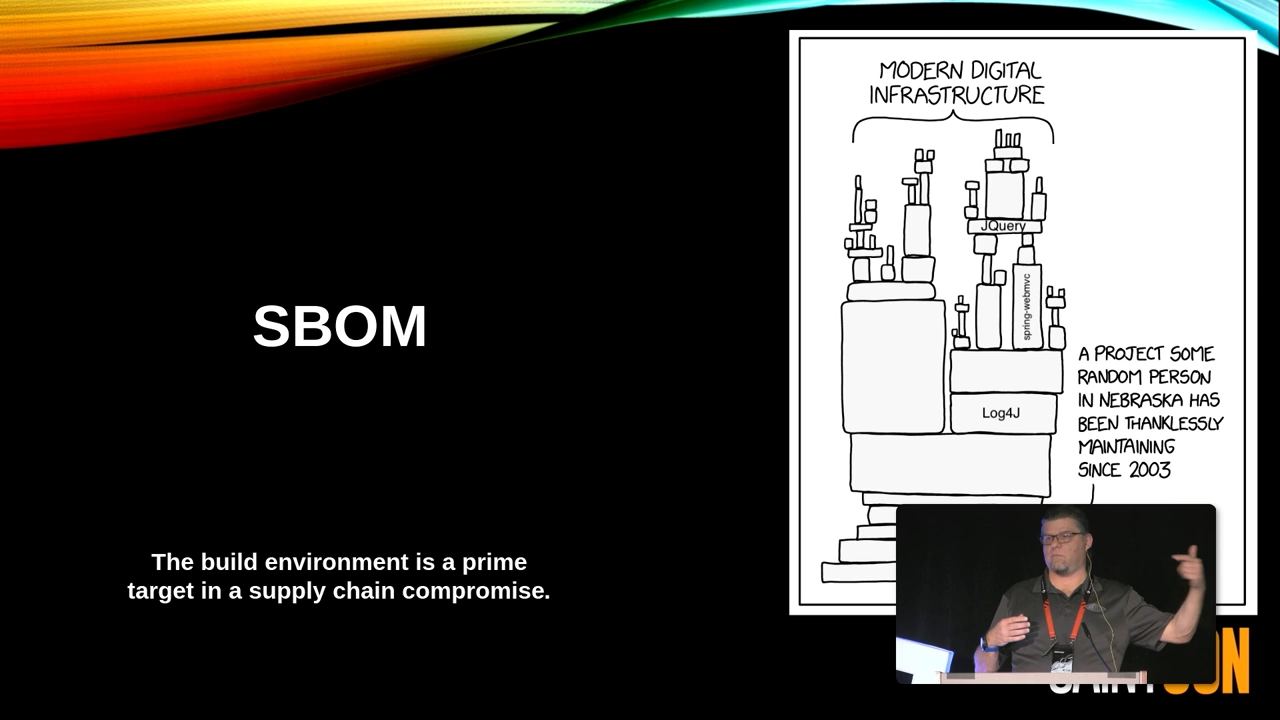 SBOM
The build environment is a prime
target in a supply chain compromise.
MODERN DIGITAL
INFRASTRUCTURE
JQuery
spring-webmvc
Log4J
A PROJECT SOME
RANDOM PERSON
IN NEBRASKA HAS
BEEN THANKLESSLY
MAINTAINING
SINCE 2003